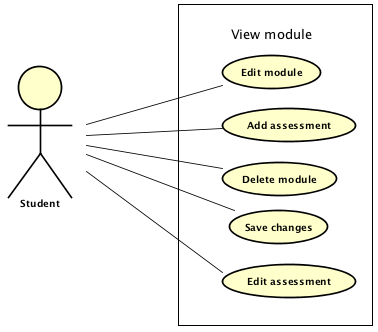 View module
Edit module
Add assessment
Delete module
Save changes
Edit assessment
Student